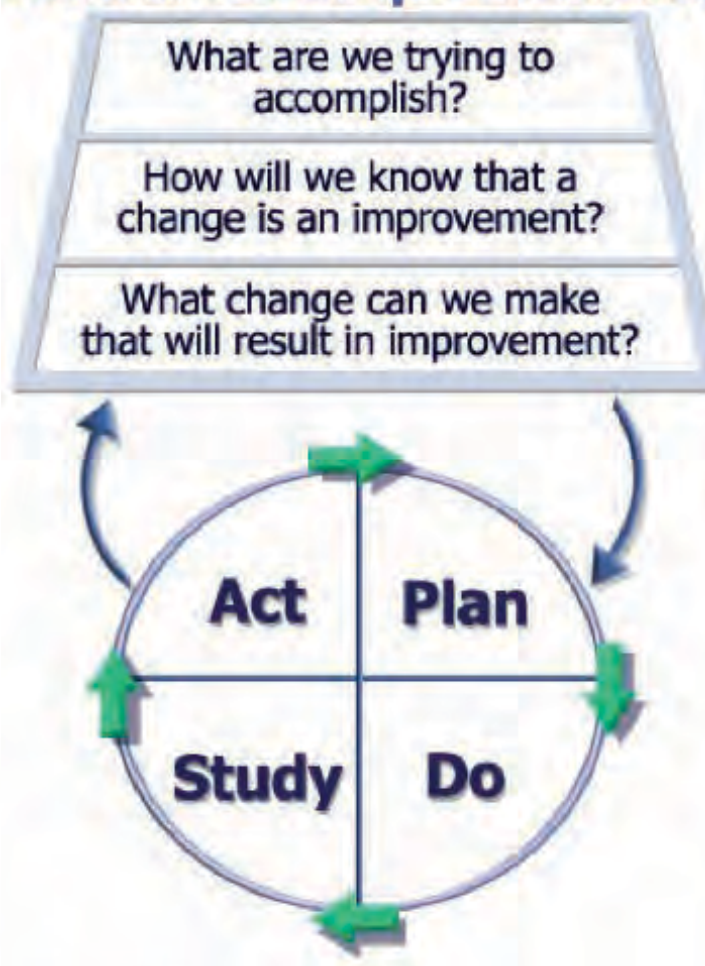 What are we trying to
accomplish?
How will we know that a
change is an improvement?
What change can we make
that will result in improvement?
Act
Plan
Study
Do